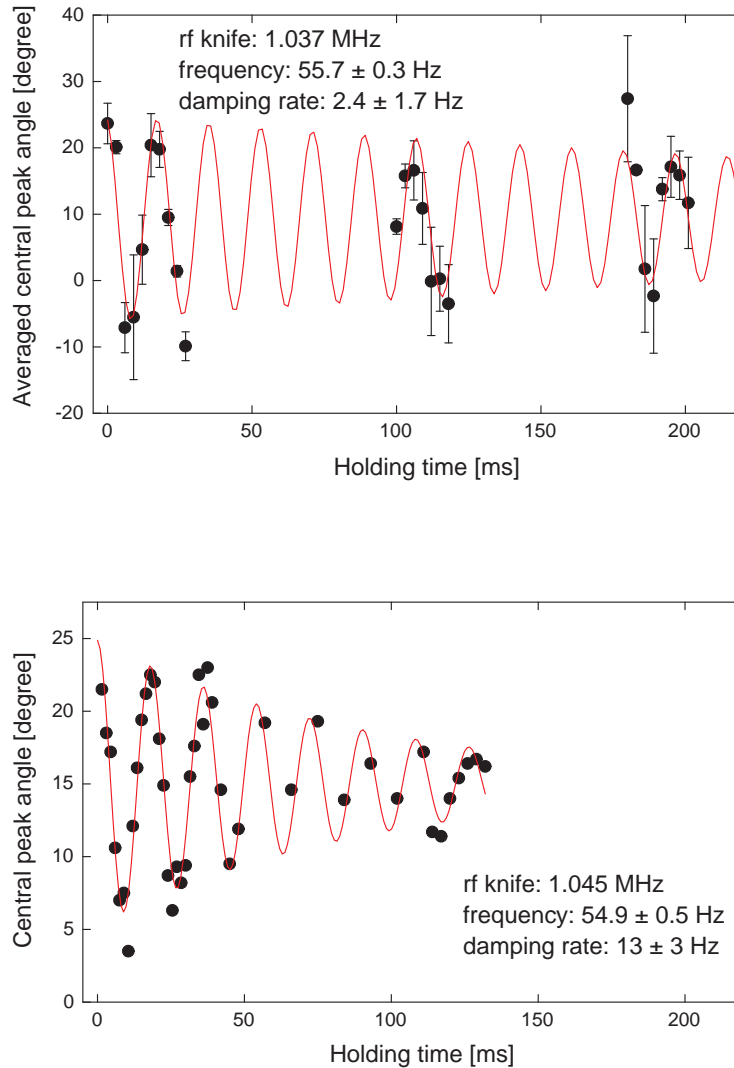 40
30
20
10
0
-10
-20
Averaged central peak angle [degree]
rf knife: 1.037 MHz
frequency: 55.7 ± 0.3 Hz
damping rate: 2.4 ± 1.7 Hz
0
50
100
150
200
Holding time [ms]
25
20
15
10
5
0
Central peak angle [degree]
rf knife: 1.045 MHz
frequency: 54.9 ± 0.5 Hz
damping rate: 13 ± 3 Hz
0
50
100
150
200
Holding time [ms]